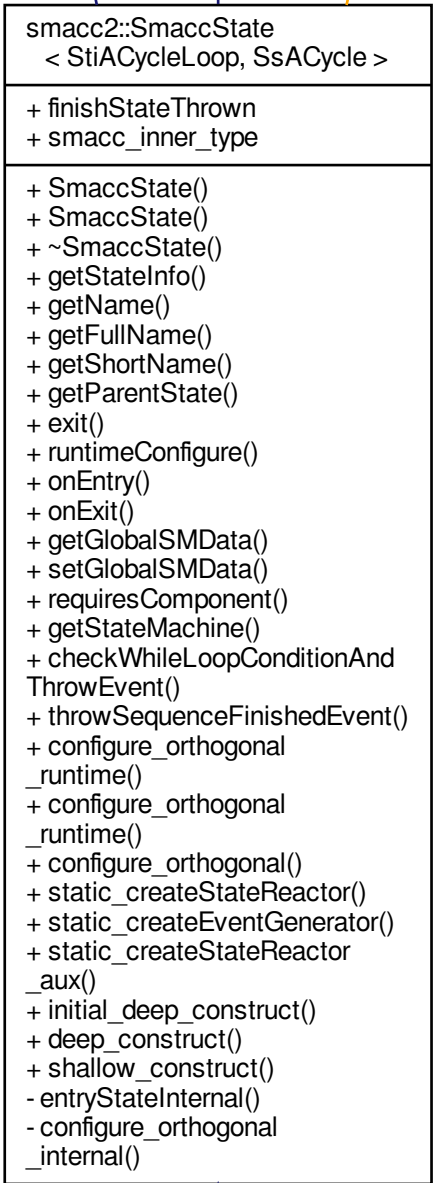 smacc2::SmaccState
< StiACycleLoop, SsACycle >
+ finishStateThrown
+ smacc_inner_type
+ SmaccState()
+ SmaccState()
+ ~SmaccState()
+ getStateInfo()
+ getName()
+ getFullName()
+ getShortName()
+ getParentState()
+ exit()
+ runtimeConfigure()
+ onEntry()
+ onExit()
+ getGlobalSMData()
+ setGlobalSMData()
+ requiresComponent()
+ getStateMachine()
+ checkWhileLoopConditionAnd
ThrowEvent()
+ throwSequenceFinishedEvent()
+ configure_orthogonal
_runtime()
+ configure_orthogonal
_runtime()
+ configure_orthogonal()
+ static_createStateReactor()
+ static_createEventGenerator()
+ static_createStateReactor
_aux()
+ initial_deep_construct()
+ deep_construct()
+ shallow_construct()
- entryStateInternal()
- configure_orthogonal
_internal()